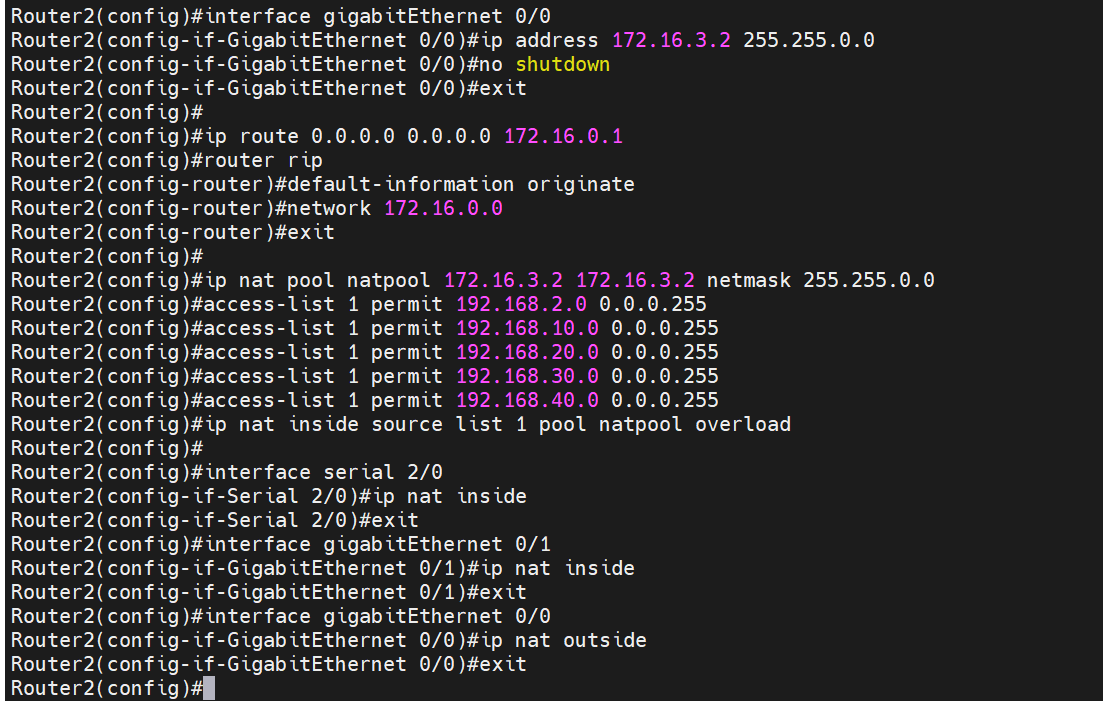 Router2(config)#interface gigabitEthernet 0/0
Router2(config-if-GigabitEthernet 0/0)#ip address 172.16.3.2 255.255.0.0
Router2(config-if-GigabitEthernet 0/0)#no shutdown
Router2(config-if-GigabitEthernet 0/0)#exit
Router2(config)#
Router2(config)#ip route 0.0.0.0 0.0.0.0 172.16.0.1
Router2(config)#router rip
Router2(config-router)#default-information originate
Router2(config-router)#network 172.16.0.0
Router2(config-router)#exit
Router2(config)#
Router2(config)#ip nat pool natpool 172.16.3.2 172.16.3.2 netmask 255.255.0.0
Router2(config)#access-list 1 permit 192.168.2.0 0.0.0.255
Router2(config)#access-list 1 permit 192.168.10.0 0.0.0.255
Router2(config)#access-list 1 permit 192.168.20.0 0.0.0.255
Router2(config)#access-list 1 permit 192.168.30.0 0.0.0.255
Router2(config)#access-list 1 permit 192.168.40.0 0.0.0.255
Router2(config)#ip nat inside source list 1 pool natpool overload
Router2(config)#
Router2(config)#interface serial 2/0
Router2(config-if-Serial 2/0)#ip nat inside
Router2(config-if-Serial 2/0)#exit
Router2(config)#interface gigabitEthernet 0/1
Router2(config-if-GigabitEthernet 0/1)#ip nat inside
Router2(config-if-GigabitEthernet 0/1)#exit
Router2(config)#interface gigabitEthernet 0/0
Router2(config-if-GigabitEthernet 0/0)#ip nat outside
Router2(config-if-GigabitEthernet 0/0)#exit
Router2(config)#